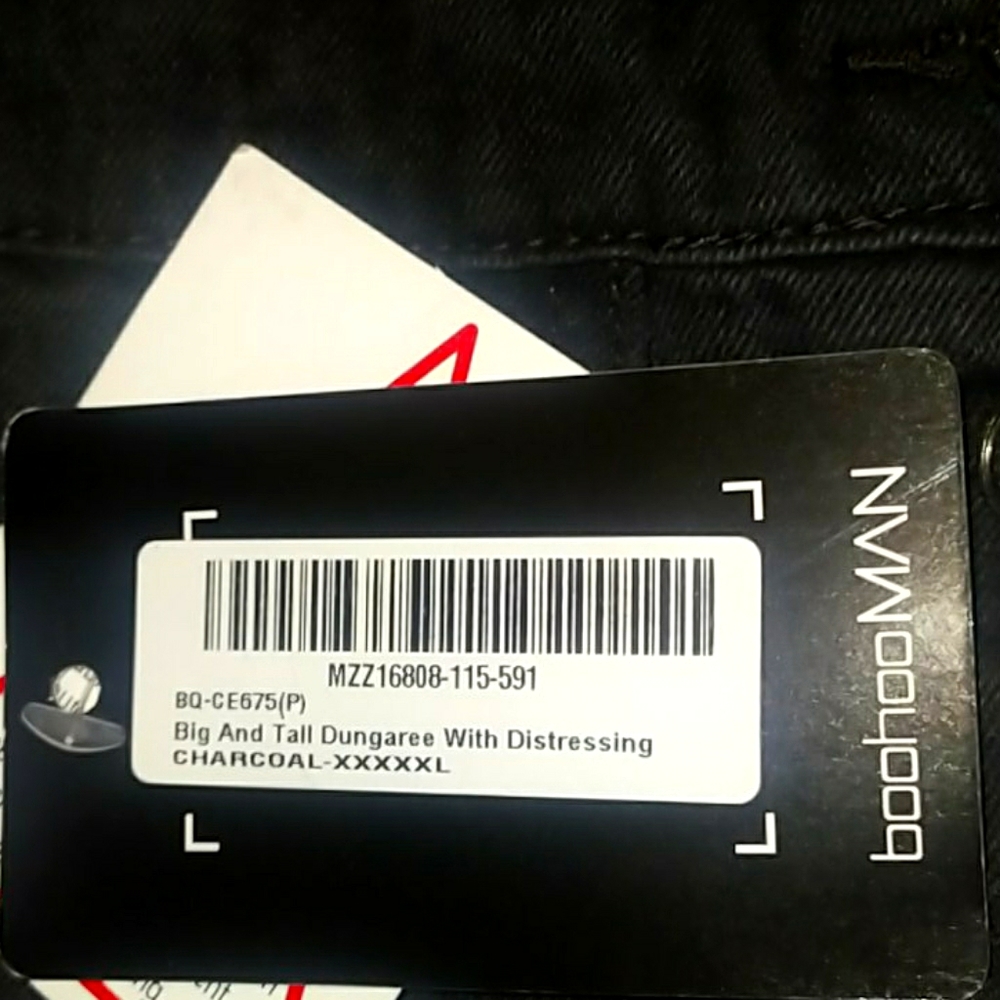 MZZ16808-115-591
BQ-CE675(P)
Big And Tall Dungaree With Distressing
CHARCOAL-XXXXXL
boohooMAN